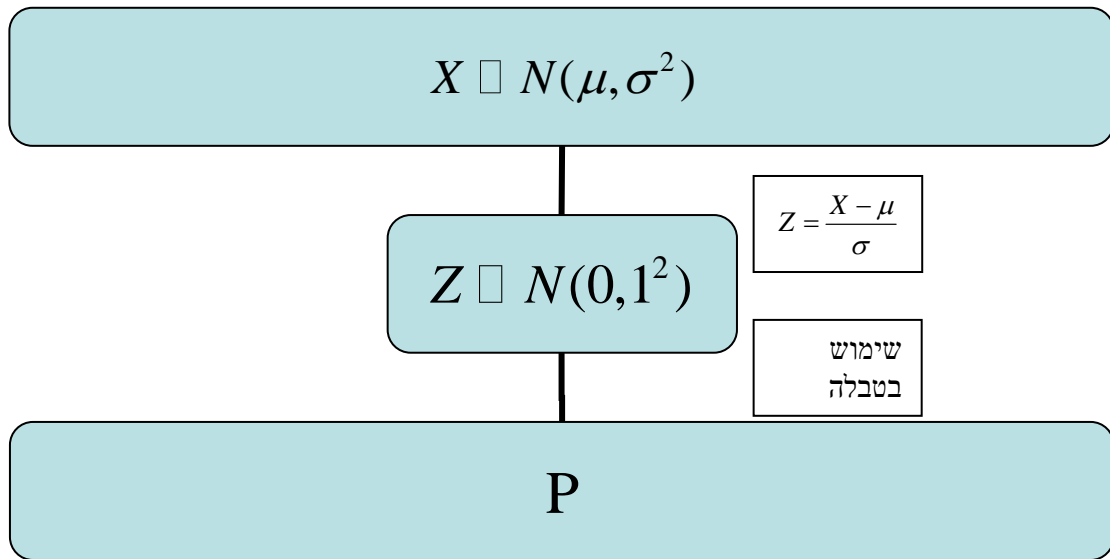 X □ N(μ,σ²)
Z = (X − μ) / σ
Z □ N(0,1²)
שימוש
בטבלה
P